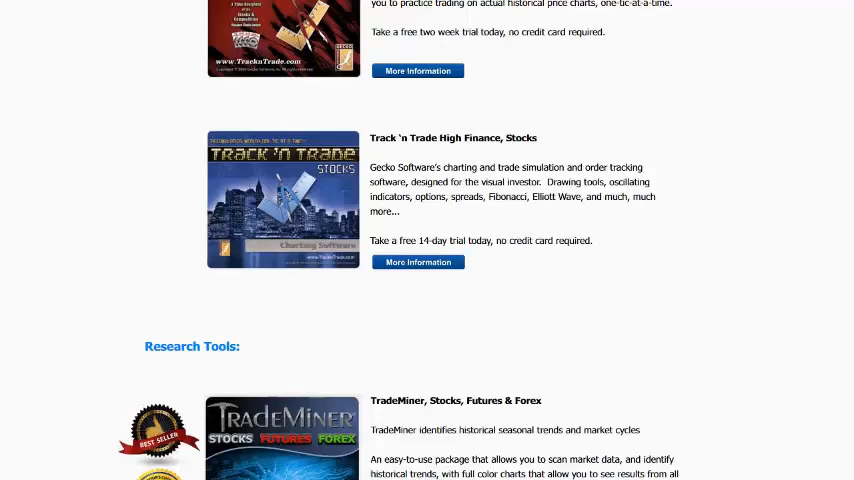 you to practice trading on actual historical price charts, one-tic-at-a-time.
Take a free two week trial today, no credit card required.
www.TracknTrade.com
GECKO
More Information
Track ‘n Trade High Finance, Stocks
TRACK 'N TRADE
STOCKS
Charting Software
www.TracknTrade.com
Gecko Software’s charting and trade simulation and order tracking
software, designed for the visual investor.  Drawing tools, oscillating
indicators, options, spreads, Fibonacci, Elliott Wave, and much, much
more...
Take a free 14-day trial today, no credit card required.
More Information
Research Tools:
BEST SELLER
TRADEMINER
STOCKS FUTURES FOREX
TradeMiner, Stocks, Futures & Forex
TradeMiner identifies historical seasonal trends and market cycles
An easy-to-use package that allows you to scan market data, and identify
historical trends, with full color charts that allow you to see results from all